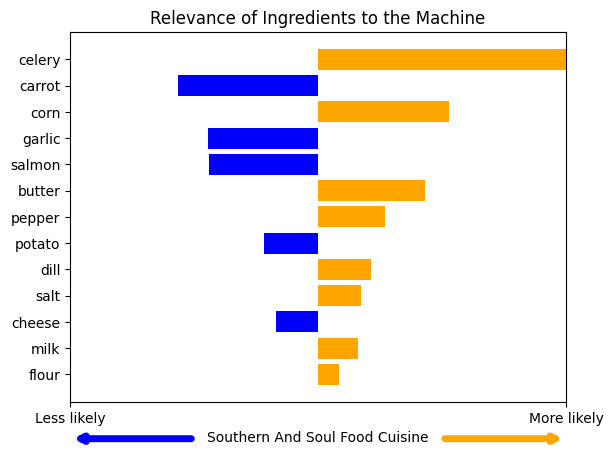 Relevance of Ingredients to the Machine
celery
carrot
corn
garlic
salmon
butter
pepper
potato
dill
salt
cheese
milk
flour
Less likely More likely
Southern And Soul Food Cuisine